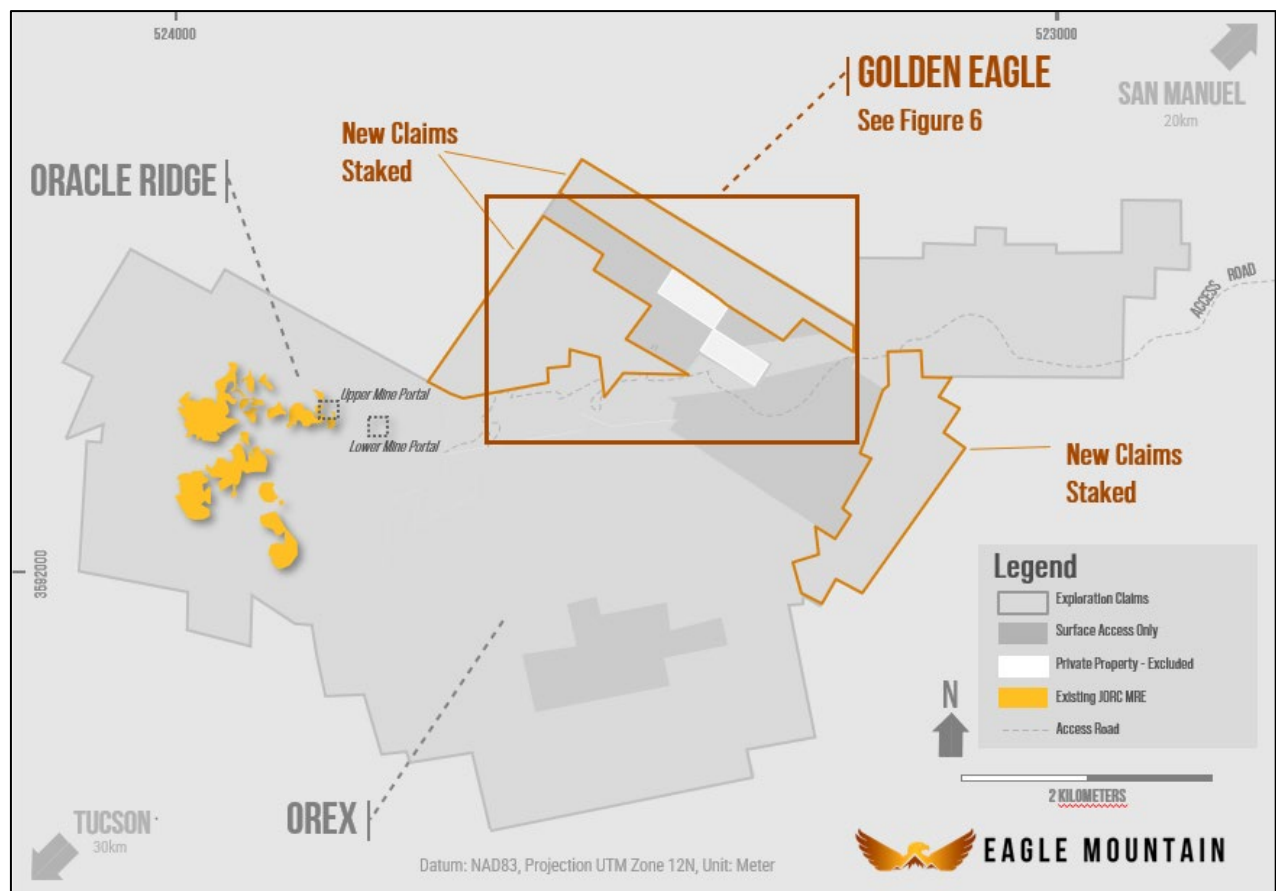 524000
523000
GOLDEN EAGLE
See Figure 6
SAN MANUEL
20km
New Claims
Staked
ORACLE RIDGE
ACCESS ROAD
Upper Mine Portal
Lower Mine Portal
New Claims
Staked
3592000
Legend
Exploration Claims
Surface Access Only
Private Property - Excluded
Existing JORC MRE
Access Road
N
2 KILOMETERS
TUCSON
30km
OREX
Datum: NAD83, Projection UTM Zone 12N, Unit: Meter
EAGLE MOUNTAIN